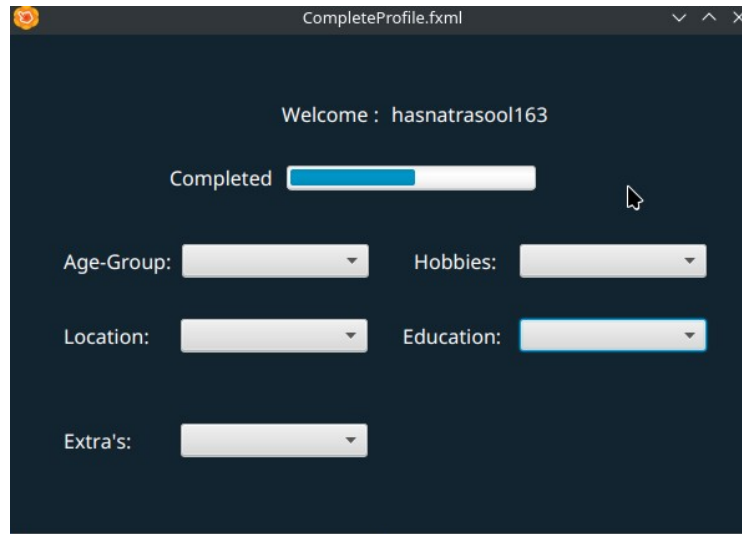 CompleteProfile.fxml
Welcome : hasnatrasool163
Completed
Age-Group: Hobbies:
Location: Education:
Extra's: